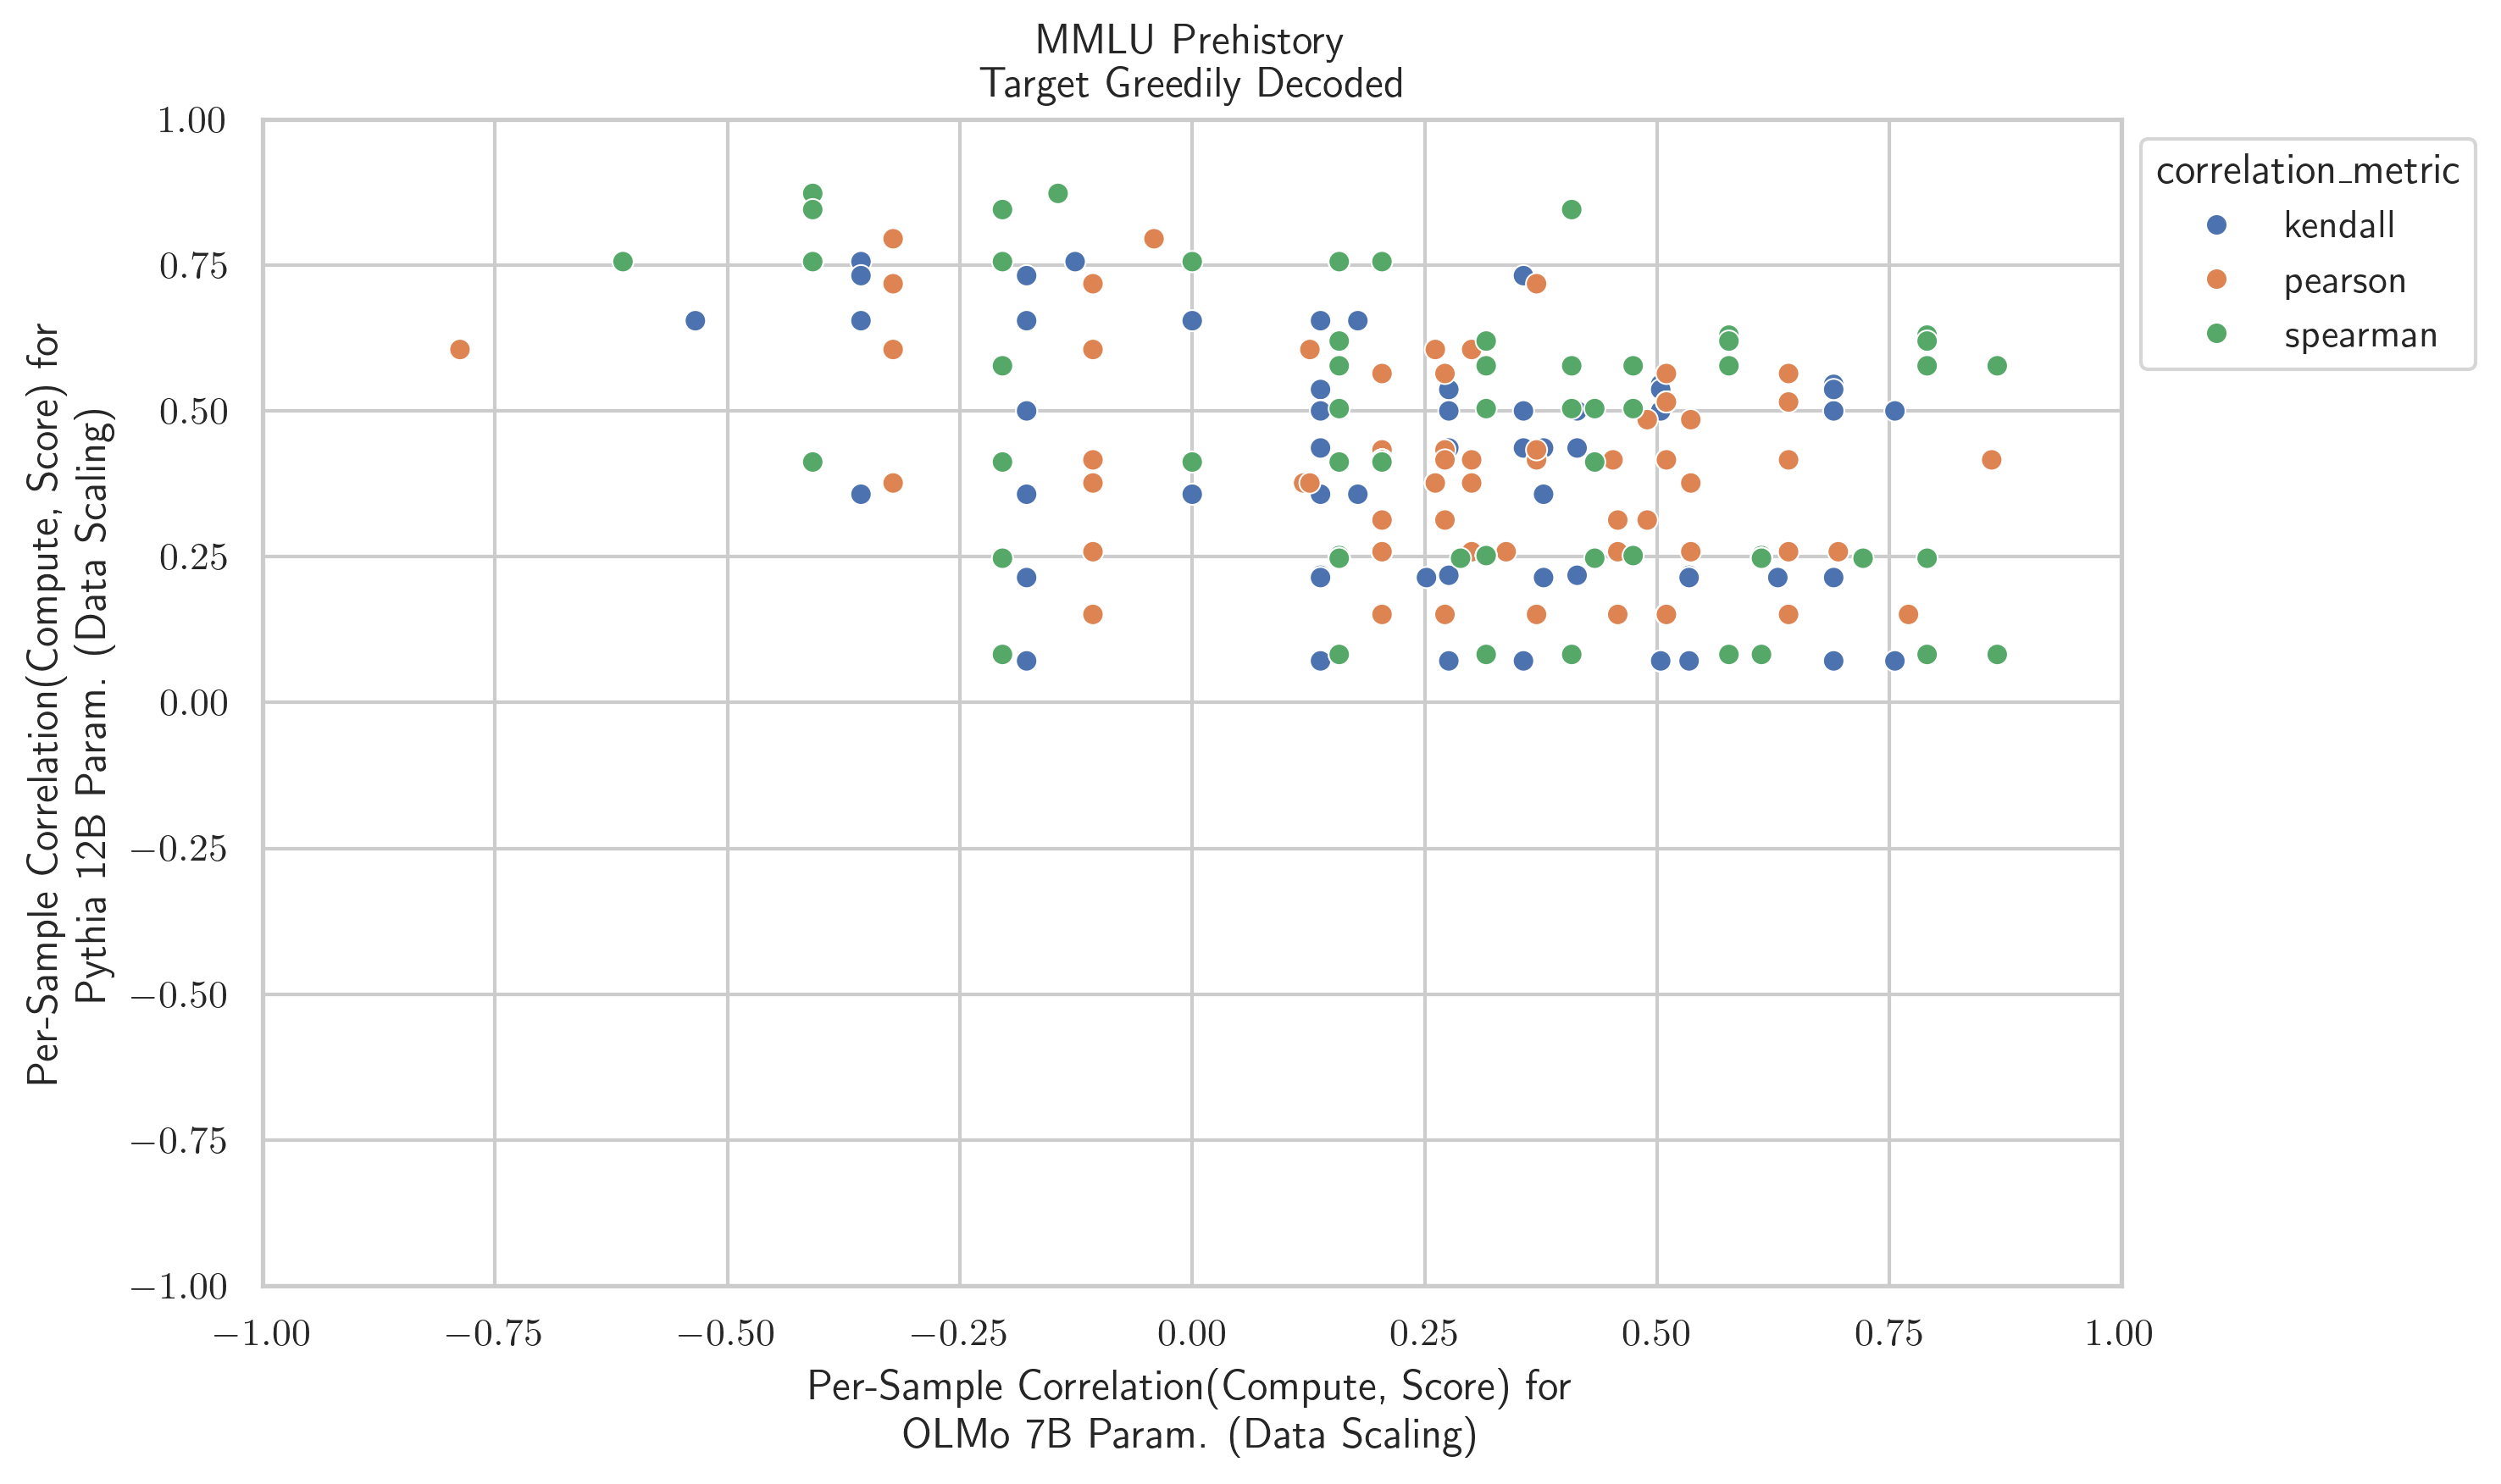 MMLU Prehistory
Target Greedily Decoded
Per-Sample Correlation(Compute, Score) for
Pythia 12B Param. (Data Scaling)
1.00
0.75
0.50
0.25
0.00
−0.25
−0.50
−0.75
−1.00
−1.00 −0.75 −0.50 −0.25 0.00 0.25 0.50 0.75 1.00
Per-Sample Correlation(Compute, Score) for
OLMo 7B Param. (Data Scaling)
correlation_metric
kendall
pearson
spearman